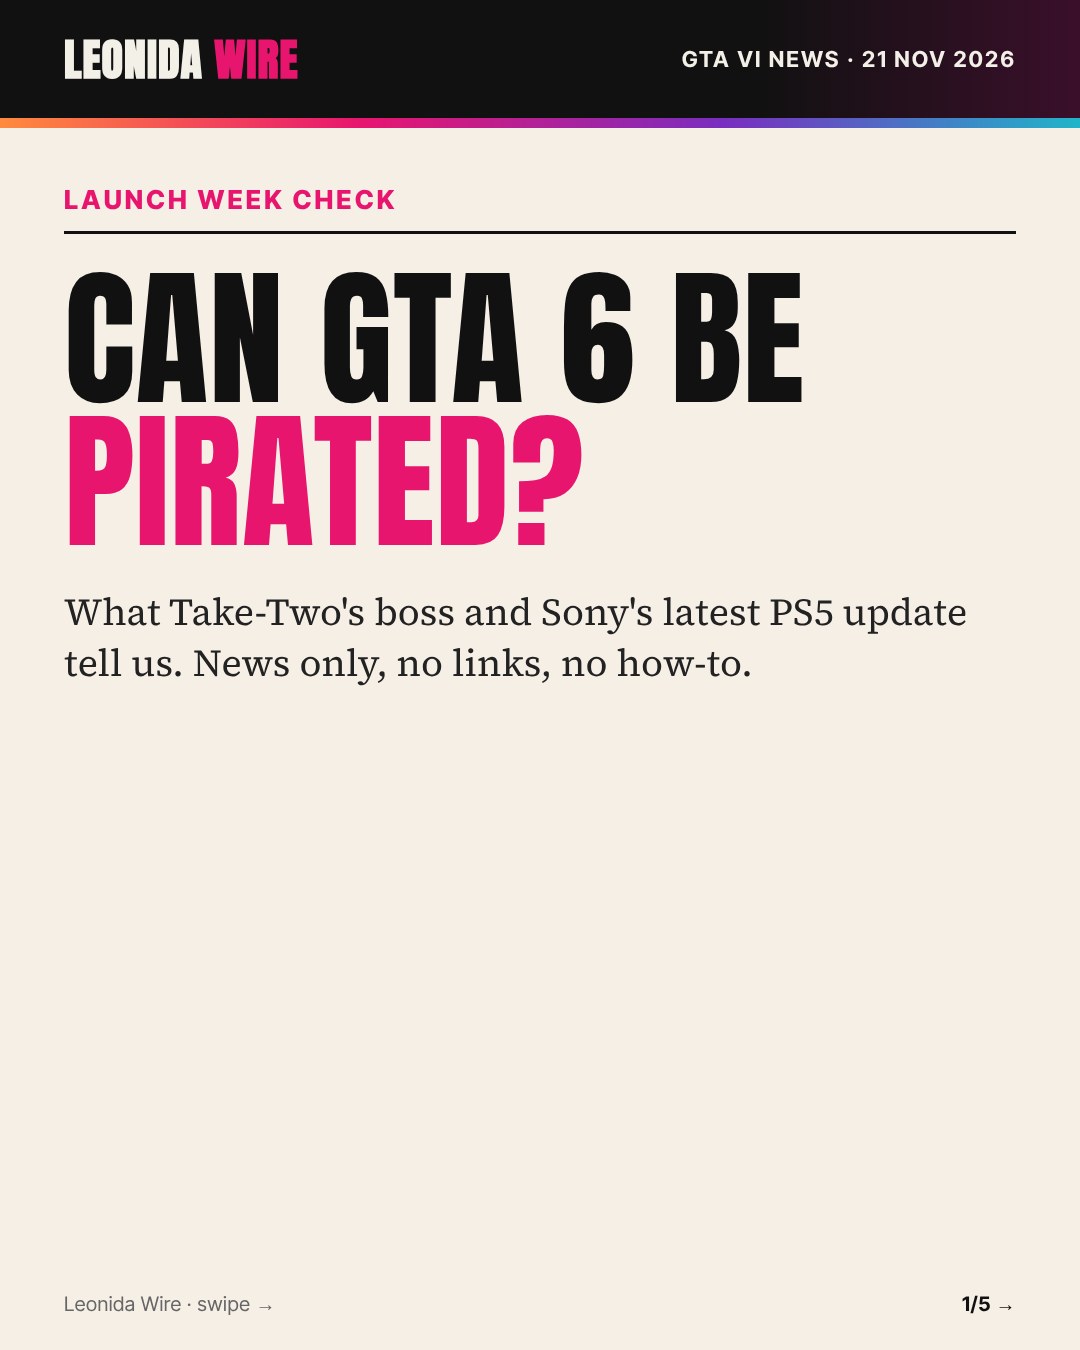 LEONIDA WIRE
GTA VI NEWS · 21 NOV 2026
LAUNCH WEEK CHECK
CAN GTA 6 BE
PIRATED?
What Take-Two's boss and Sony's latest PS5 update
tell us. News only, no links, no how-to.
Leonida Wire · swipe →
1/5 →